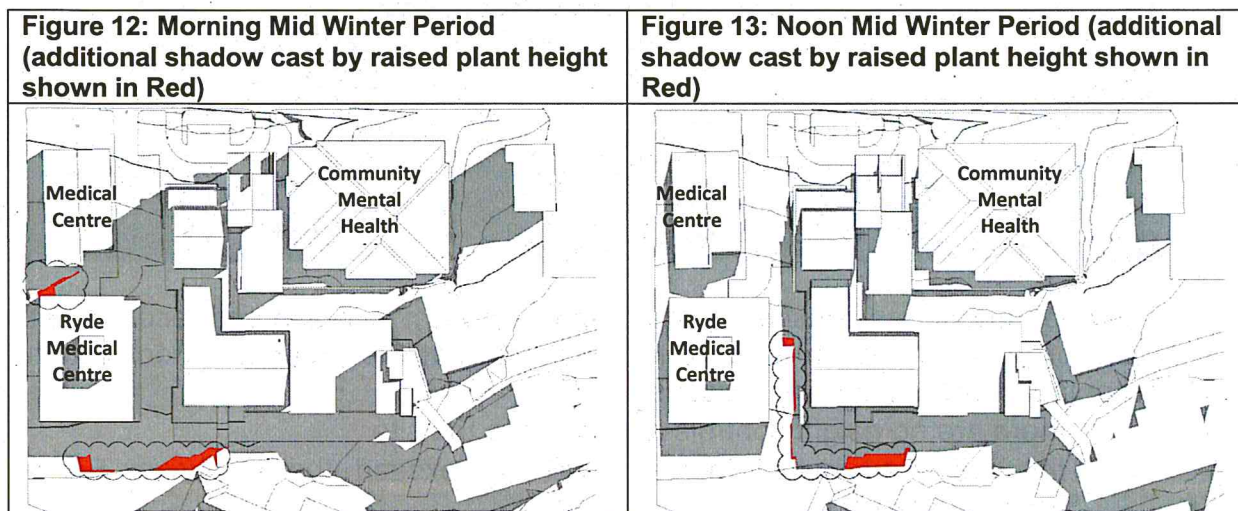 Figure 12: Morning Mid Winter Period
(additional shadow cast by raised plant height
shown in Red)
Figure 13: Noon Mid Winter Period (additional
shadow cast by raised plant height shown in
Red)
Medical
Centre
Community
Mental
Health
Ryde
Medical
Centre
Medical
Centre
Community
Mental
Health
Ryde
Medical
Centre